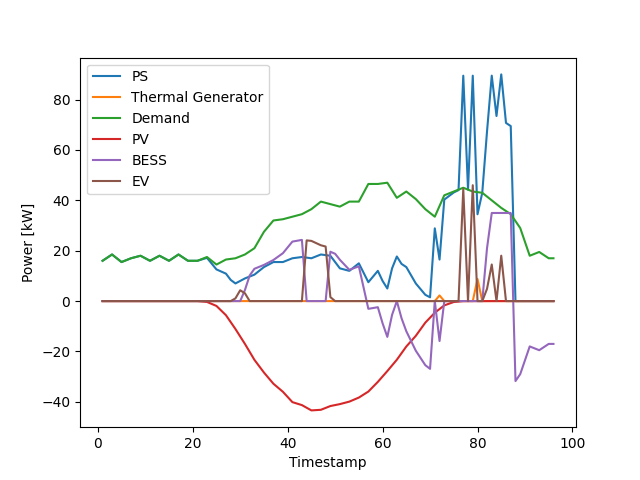 PS
Thermal Generator
Demand
PV
BESS
EV
Power [kW]
80
60
40
20
0
−20
−40
0 20 40 60 80 100
Timestamp